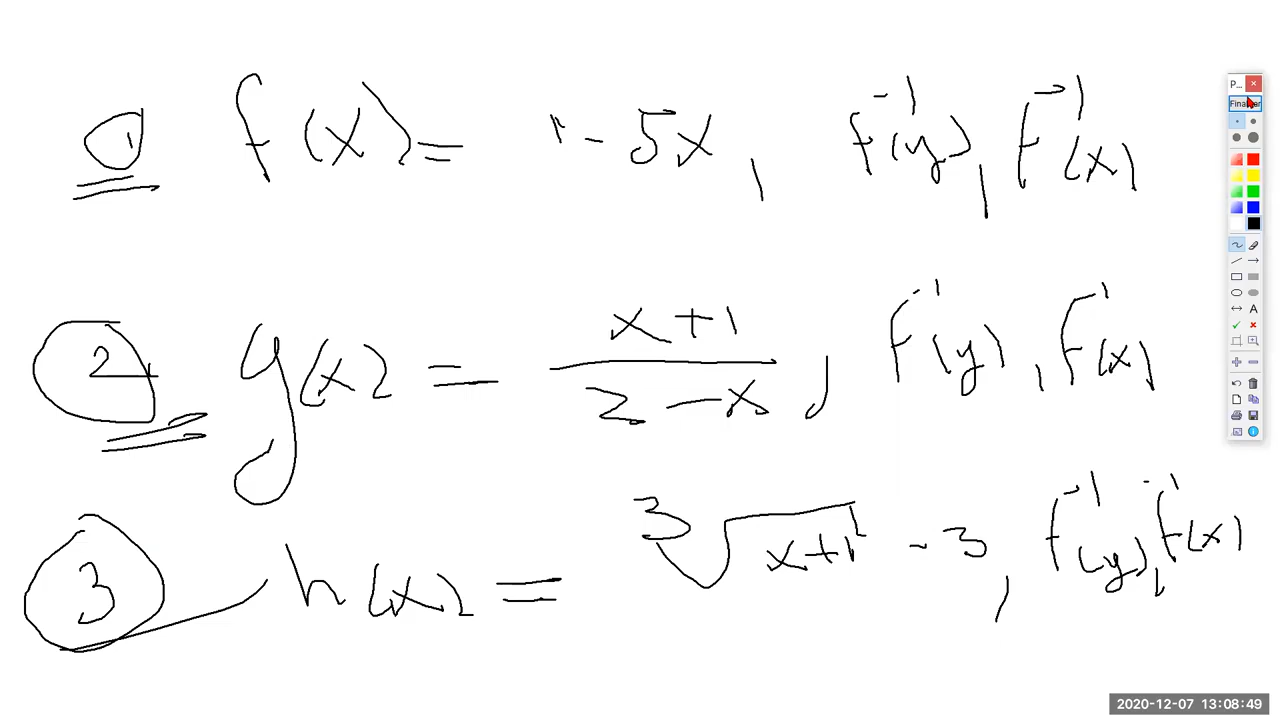 1 f(x) = 1 - 5x, f⁻¹(y), f⁻¹(x)
2 g(x) = (x+1)/(2-x), f⁻¹(y), f⁻¹(x)
3 h(x) = ∛(x+1) - 3, f⁻¹(y), f⁻¹(x)
P...
2020-12-07 13:08:49